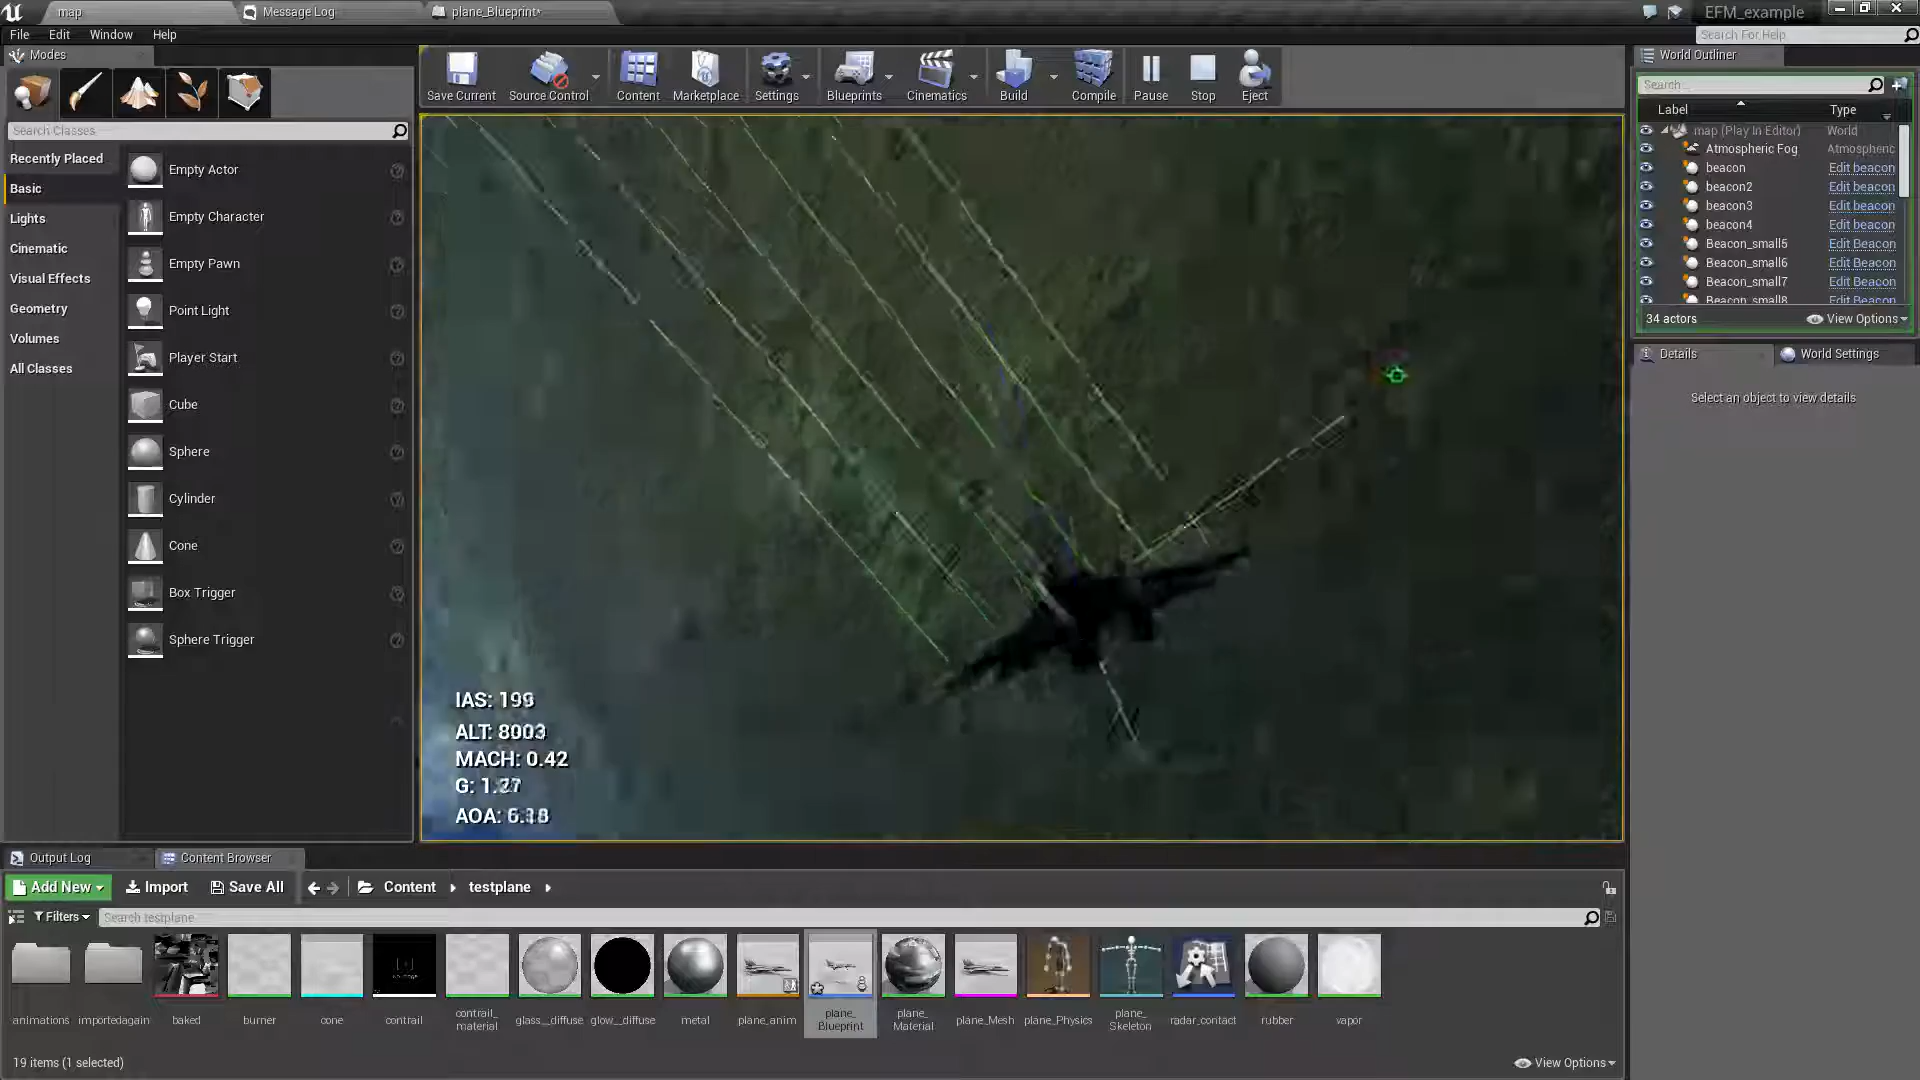 map
Message Log
plane_Blueprint*
EFM_example
File Edit Window Help
Search For Help
Modes
World Outliner
Save Current
Source Control
Content
Marketplace
Settings
Blueprints
Cinematics
Build
Compile
Pause
Stop
Eject
Search Classes
Recently Placed
Basic
Lights
Cinematic
Visual Effects
Geometry
Volumes
All Classes
Empty Actor
Empty Character
Empty Pawn
Point Light
Player Start
Cube
Sphere
Cylinder
Cone
Box Trigger
Sphere Trigger
Search...
Label Type
map (Play In Editor) World
Atmospheric Fog Atmospheric
beacon Edit beacon
beacon2 Edit beacon
beacon3 Edit beacon
beacon4 Edit beacon
Beacon_small5 Edit Beacon
Beacon_small6 Edit Beacon
Beacon_small7 Edit Beacon
Beacon_small8 Edit Beacon
34 actors View Options
Details World Settings
Select an object to view details
IAS: 199
ALT: 8003
MACH: 0.42
G:
AOA:
Output Log Content Browser
Add New Import Save All Content testplane
Filters Search testplane
animations
importedagain
baked
burner
cone
contrail
contrail_
material
glass__diffuse
glow__diffuse
metal
plane_anim
plane_
Blueprint
plane_
Material
plane_Mesh
plane_Physics
plane_
Skeleton
radar_contact
rubber
vapor
19 items (1 selected)
View Options